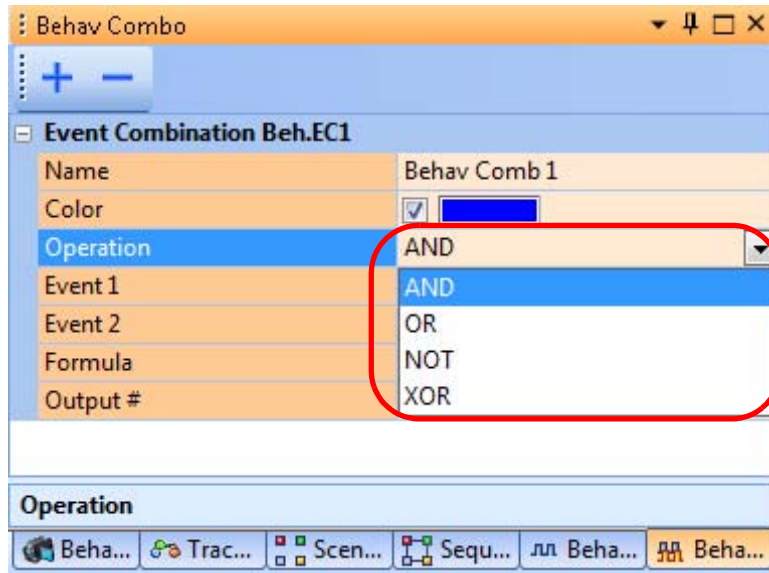 Behav Combo
Event Combination Beh.EC1
Name Behav Comb 1
Color
Operation AND
Event 1 AND
Event 2 OR
Formula NOT
Output # XOR
Operation
Beha... Trac... Scen... Sequ... Beha... Beha...